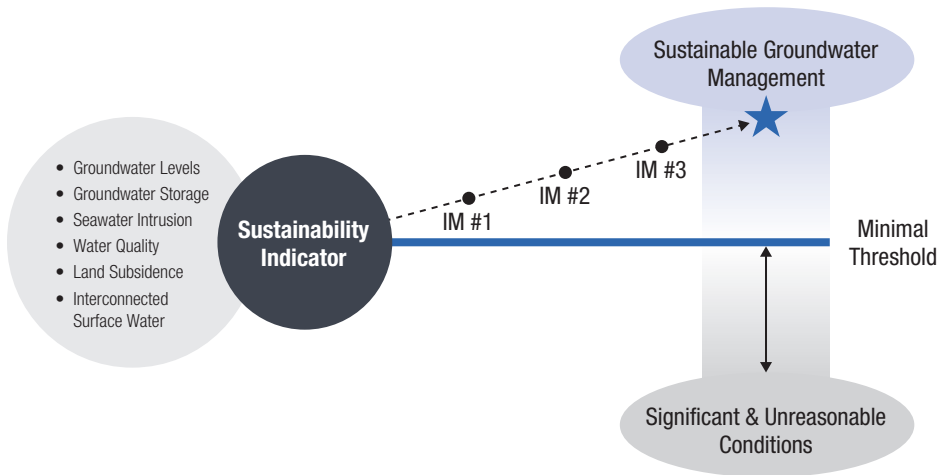 Sustainable Groundwater
Management
• Groundwater Levels
• Groundwater Storage
• Seawater Intrusion
• Water Quality
• Land Subsidence
• Interconnected
Surface Water
Sustainability
Indicator
IM #1
IM #2
IM #3
Minimal
Threshold
Significant & Unreasonable
Conditions